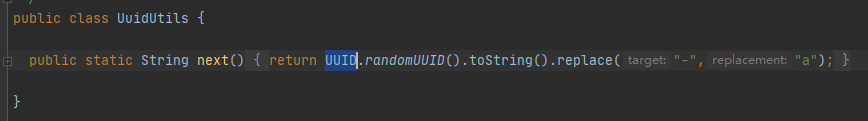 public class UuidUtils {
public static String next() { return UUID.randomUUID().toString().replace( target: "-", replacement: "a"); }
}